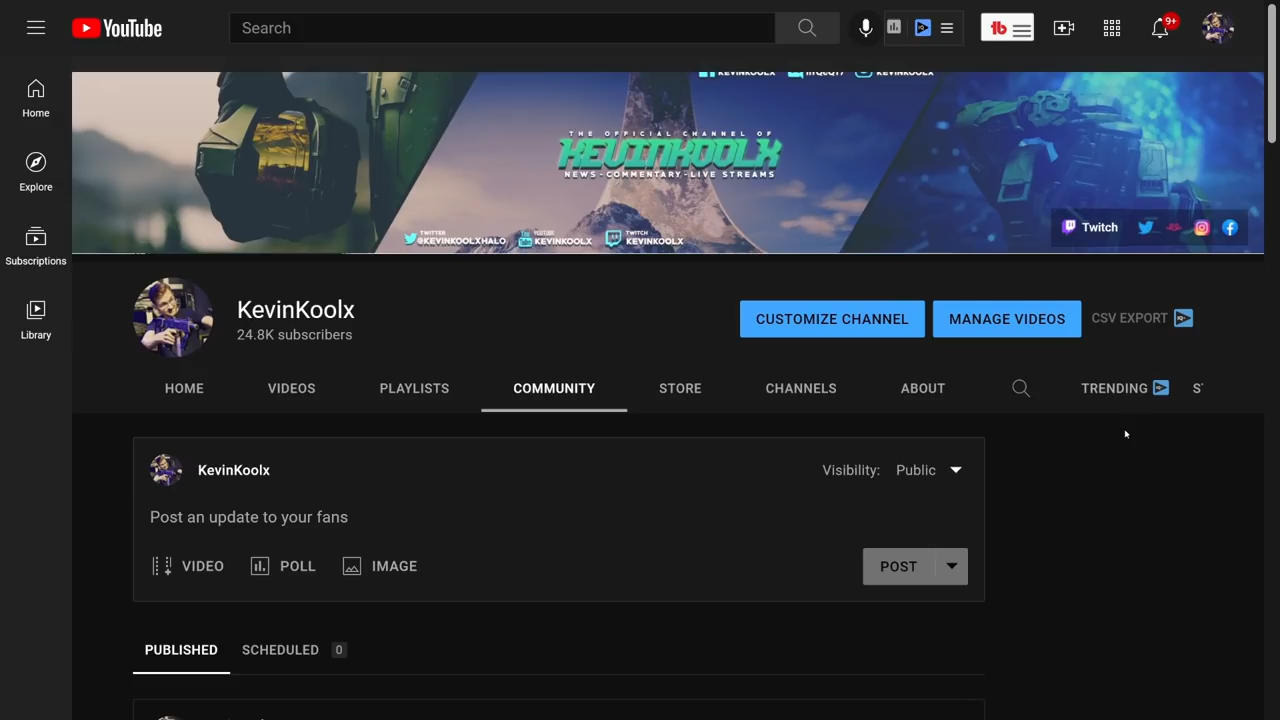 YouTube
Search
9+
Home
Explore
Subscriptions
Library
KEVINKOOLX
KEVINKOOLX
THE OFFICIAL CHANNEL OF
KEVINKOOLX
NEWS-COMMENTARY-LIVE STREAMS
TWITTER
@KEVINKOOLXHALO
YOUTUBE
KEVINKOOLX
TWITCH
KEVINKOOLX
Twitch
KevinKoolx
24.8K subscribers
CUSTOMIZE CHANNEL
MANAGE VIDEOS
CSV EXPORT
HOME VIDEOS PLAYLISTS COMMUNITY STORE CHANNELS ABOUT TRENDING
KevinKoolx
Visibility: Public
Post an update to your fans
VIDEO POLL IMAGE
POST
PUBLISHED SCHEDULED 0